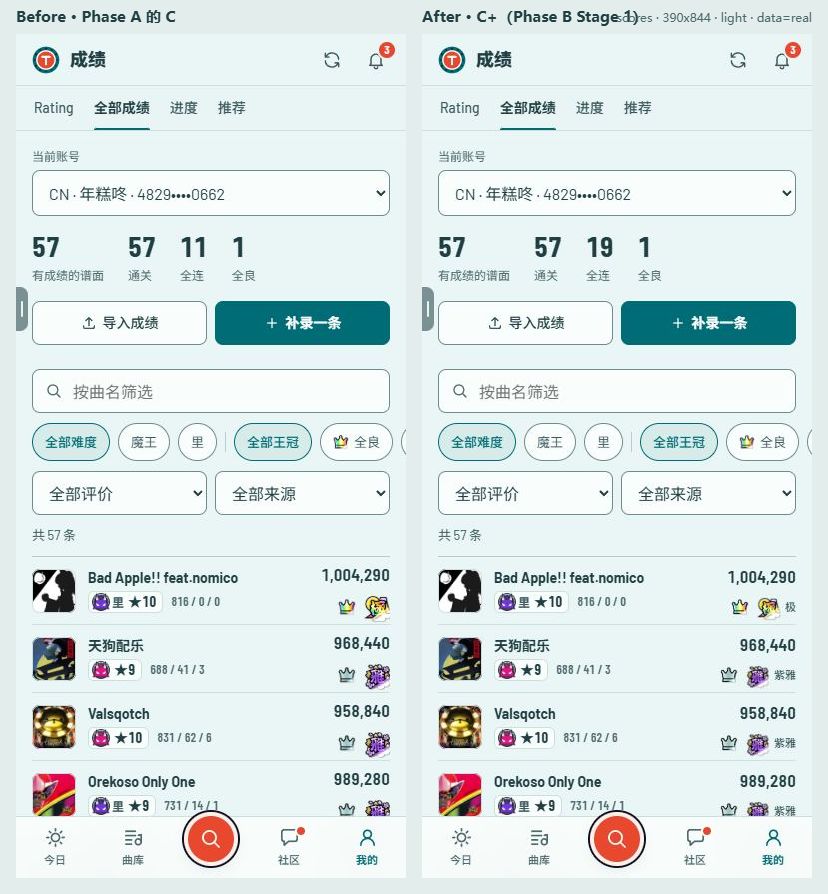 Before • Phase A 的 C
成绩
3
Rating 全部成绩 进度 推荐
当前账号
CN · 年糕咚 · 4829••••0662
57 57 11 1
有成绩的谱面 通关 全连 全良
导入成绩 + 补录一条
按曲名筛选
全部难度 魔王 里 全部王冠 全良
全部评价 全部来源
共 57 条
Bad Apple!! feat.nomico 1,004,290
里 ★10 816 / 0 / 0
天狗配乐 968,440
★9 688 / 41 / 3
Valsqotch 958,840
★10 831 / 62 / 6
Orekoso Only One 989,280
里 ★9 731 / 14 / 1
今日 曲库 社区 我的
After • C+（Phase B Stage 1）
· 390x844 · light · data=real
成绩
3
Rating 全部成绩 进度 推荐
当前账号
CN · 年糕咚 · 4829••••0662
57 57 19 1
有成绩的谱面 通关 全连 全良
导入成绩 + 补录一条
按曲名筛选
全部难度 魔王 里 全部王冠 全良
全部评价 全部来源
共 57 条
Bad Apple!! feat.nomico 1,004,290
里 ★10 816 / 0 / 0 极
天狗配乐 968,440
★9 688 / 41 / 3 紫雅
Valsqotch 958,840
★10 831 / 62 / 6 紫雅
Orekoso Only One 989,280
里 ★9 731 / 14 / 1 紫雅
今日 曲库 社区 我的